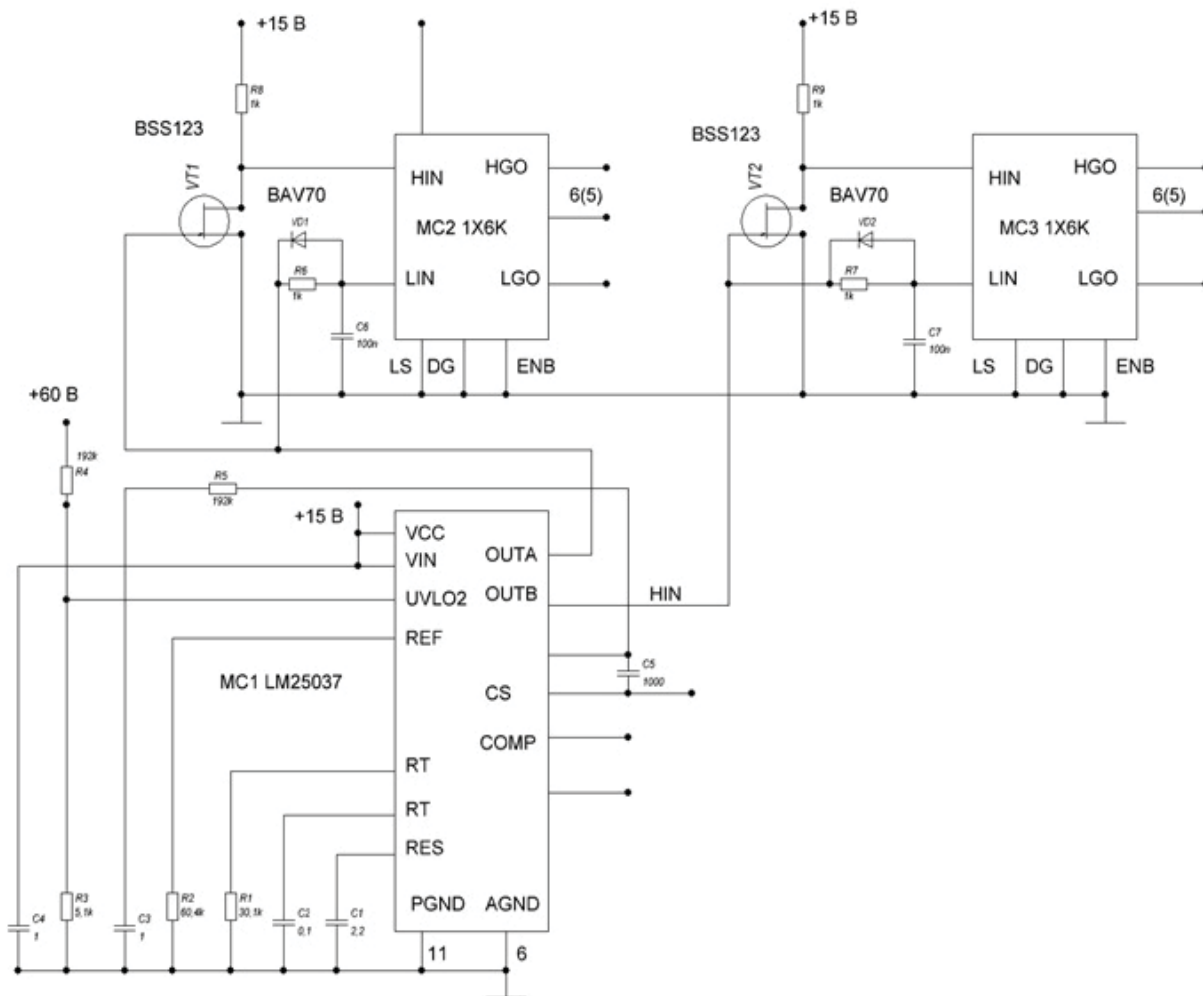 +15 В
+15 В
R8
1k
R9
1k
BSS123
BSS123
VT1
HIN
HGO
VT2
HIN
HGO
BAV70
6(5)
BAV70
6(5)
VD1
MC2 1X6K
VD2
MC3 1X6K
R6
1k
LIN
LGO
R7
1k
LIN
LGO
C6
100n
C7
100n
LS
DG
ENB
LS
DG
ENB
+60 В
192k
R4
R5
192k
+15 В
VCC
VIN
OUTA
UVLO2
OUTB
HIN
REF
MC1 LM25037
C5
1000
CS
COMP
RT
RT
RES
C4
1
R3
5,1k
C3
1
R2
60,4k
R1
30,1k
C2
0,1
C1
2,2
PGND
AGND
11
6